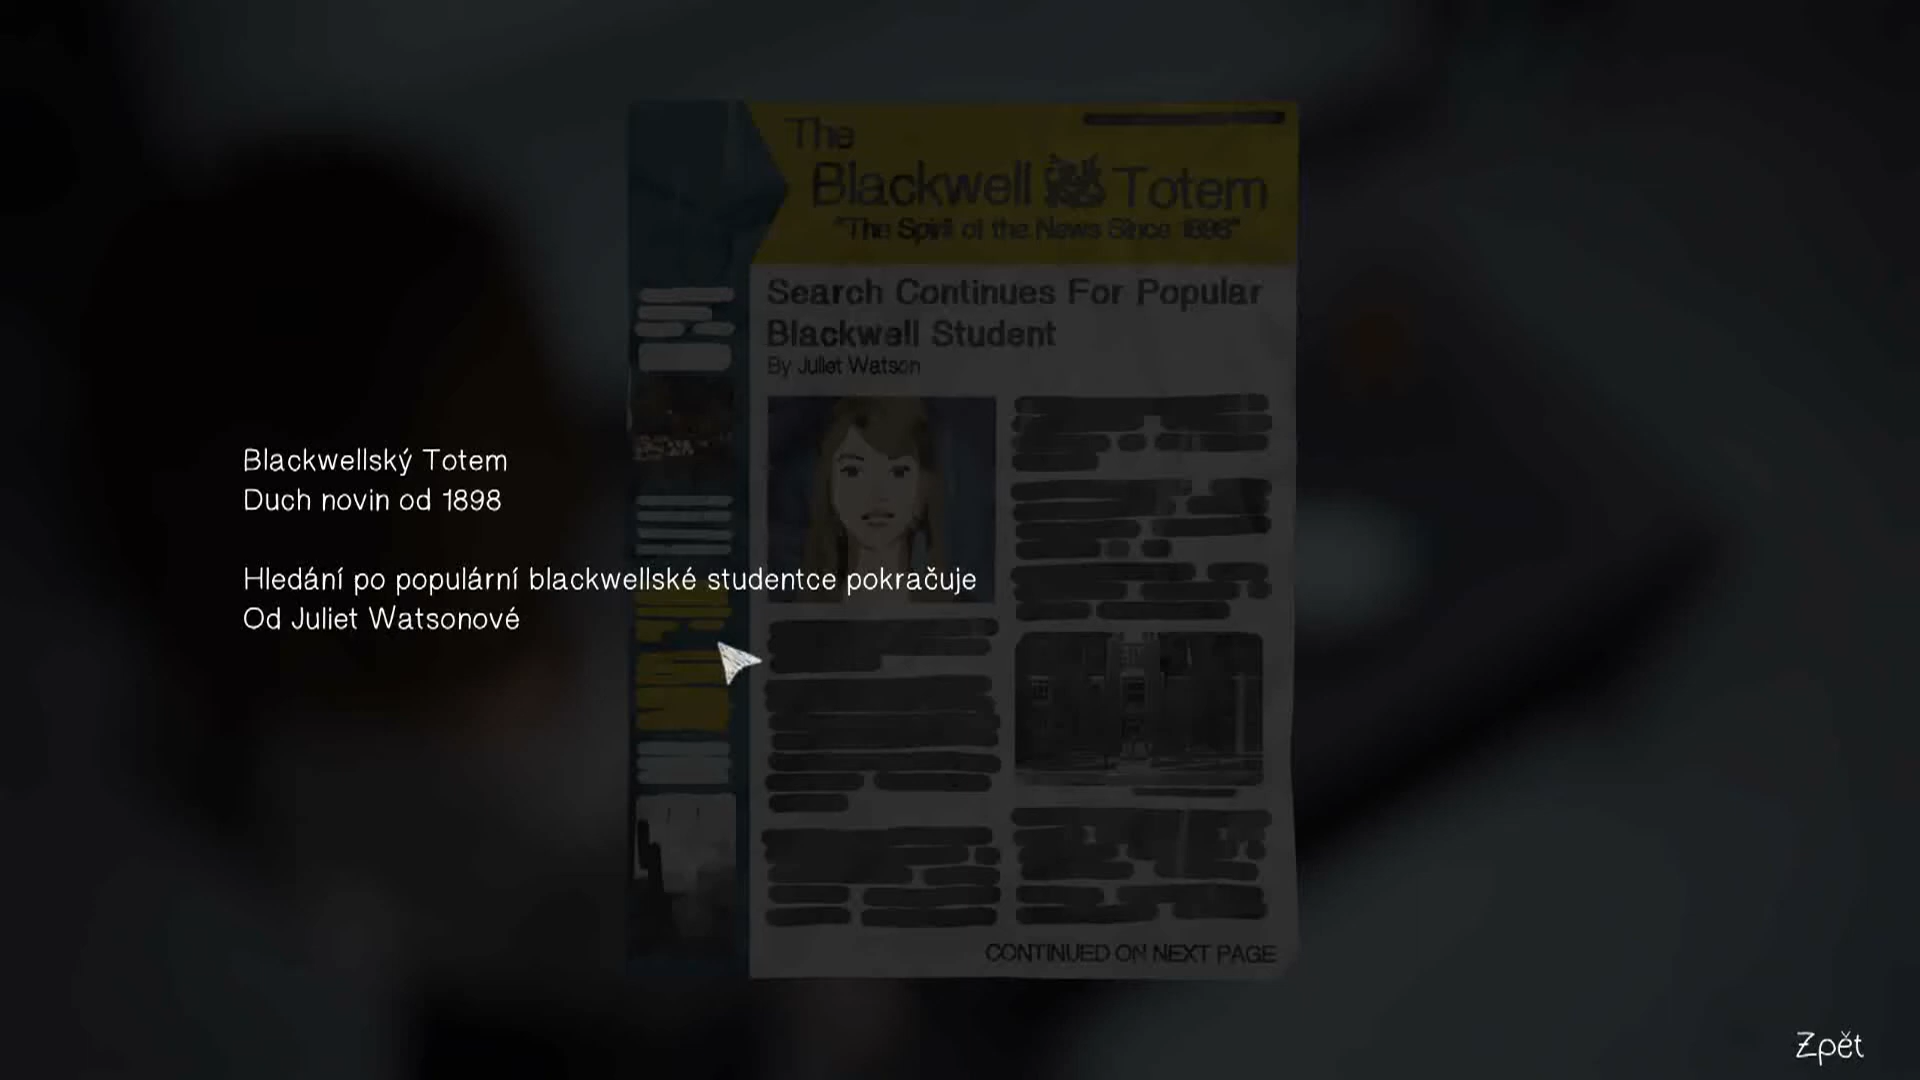 The
Blackwell Totem
"The Spirit of the News Since 1898"
Search Continues For Popular
Blackwell Student
By Juliet Watson
Blackwellský Totem
Duch novin od 1898
Hledání po populární blackwellské studentce pokračuje
Od Juliet Watsonové
CONTINUED ON NEXT PAGE
Zpět